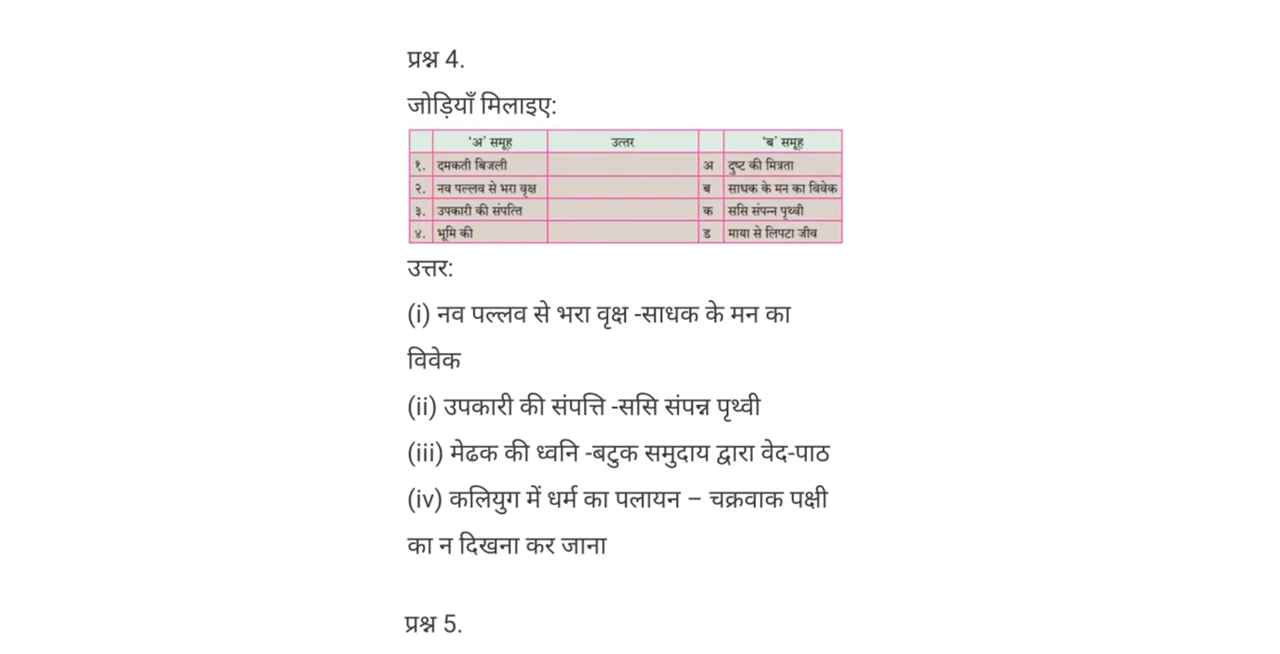 प्रश्न 4.
जोड़ियाँ मिलाइए:
‘अ’ समूह उत्तर ‘ब’ समूह
१. दमकती बिजली अ दुष्ट की मित्रता
२. नव पल्लव से भरा वृक्ष ब साधक के मन का विवेक
३. उपकारी की संपत्ति क ससि संपन्न पृथ्वी
४. भूमि की ड माया से लिपटा जीव
उत्तर:
(i) नव पल्लव से भरा वृक्ष -साधक के मन का
विवेक
(ii) उपकारी की संपत्ति -ससि संपन्न पृथ्वी
(iii) मेढक की ध्वनि -बटुक समुदाय द्वारा वेद-पाठ
(iv) कलियुग में धर्म का पलायन – चक्रवाक पक्षी
का न दिखना कर जाना
प्रश्न 5.